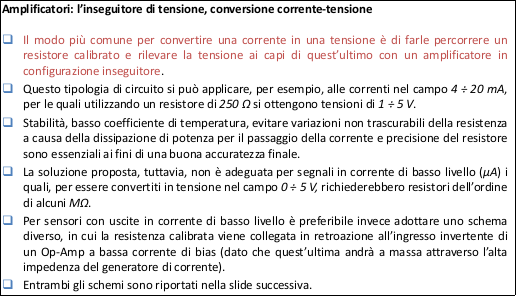 Amplificatori: l'inseguitore di tensione, conversione corrente-tensione
Il modo più comune per convertire una corrente in una tensione è di farle percorrere un
resistore calibrato e rilevare la tensione ai capi di quest'ultimo con un amplificatore in
configurazione inseguitore.
Questo tipologia di circuito si può applicare, per esempio, alle correnti nel campo 4 ÷ 20 mA,
per le quali utilizzando un resistore di 250 Ω si ottengono tensioni di 1 ÷ 5 V.
Stabilità, basso coefficiente di temperatura, evitare variazioni non trascurabili della resistenza
a causa della dissipazione di potenza per il passaggio della corrente e precisione del resistore
sono essenziali ai fini di una buona accuratezza finale.
La soluzione proposta, tuttavia, non è adeguata per segnali in corrente di basso livello (μA) i
quali, per essere convertiti in tensione nel campo 0 ÷ 5 V, richiederebbero resistori dell'ordine
di alcuni MΩ.
Per sensori con uscite in corrente di basso livello è preferibile invece adottare uno schema
diverso, in cui la resistenza calibrata viene collegata in retroazione all'ingresso invertente di
un Op-Amp a bassa corrente di bias (dato che quest'ultima andrà a massa attraverso l'alta
impedenza del generatore di corrente).
Entrambi gli schemi sono riportati nella slide successiva.